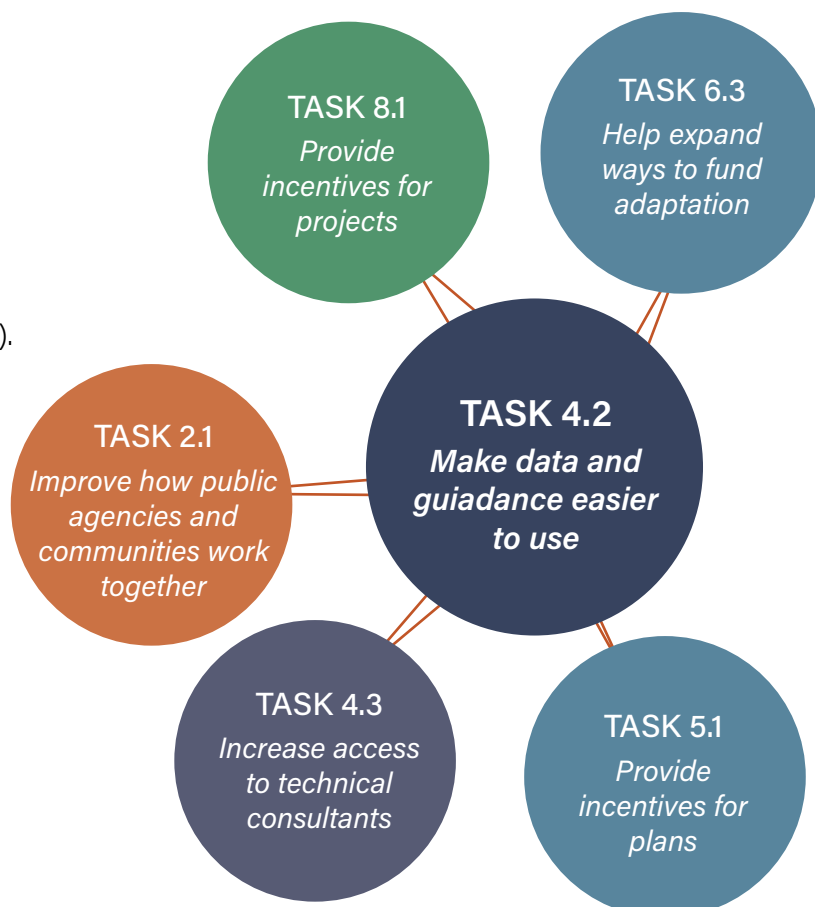 TASK 8.1
Provide
incentives for
projects
TASK 6.3
Help expand
ways to fund
adaptation
).
TASK 2.1
Improve how public
agencies and
communities work
together
TASK 4.2
Make data and
guiadance easier
to use
TASK 4.3
Increase access
to technical
consultants
TASK 5.1
Provide
incentives for
plans